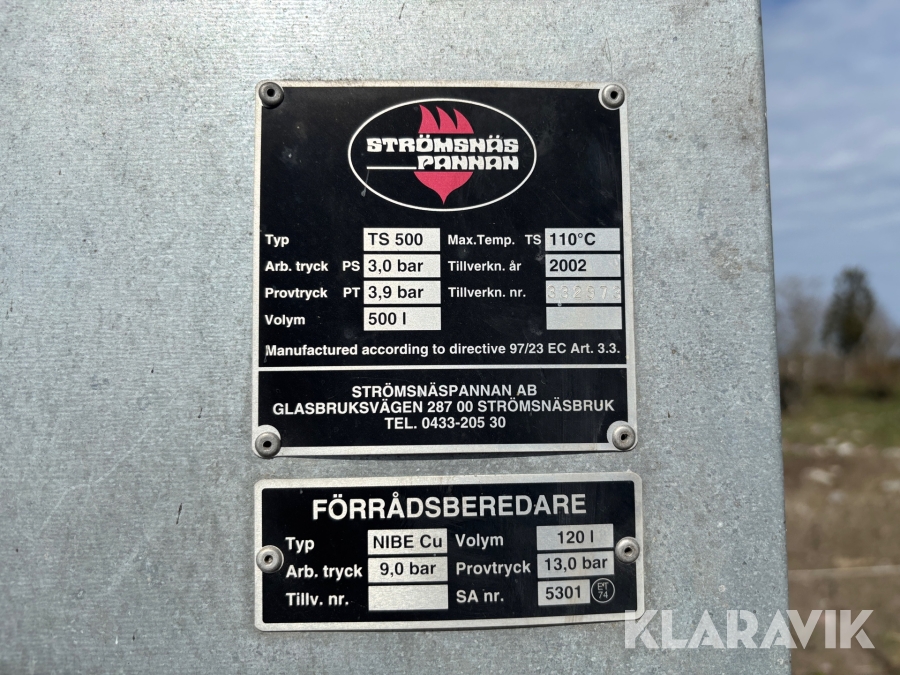 STRÖMSNÄS
PANNAN
Typ TS 500 Max.Temp. TS 110°C
Arb. tryck PS 3,0 bar Tillverkn. år 2002
Provtryck PT 3,9 bar Tillverkn. nr.
Volym 500 l
Manufactured according to directive 97/23 EC Art. 3.3.
STRÖMSNÄSPANNAN AB
GLASBRUKSVÄGEN 287 00 STRÖMSNÄSBRUK
TEL. 0433-205 30
FÖRRÅDSBEREDARE
Typ NIBE Cu Volym 120 l
Arb. tryck 9,0 bar Provtryck 13,0 bar
Tillv. nr. SA nr. 5301
74
KLARAVIK